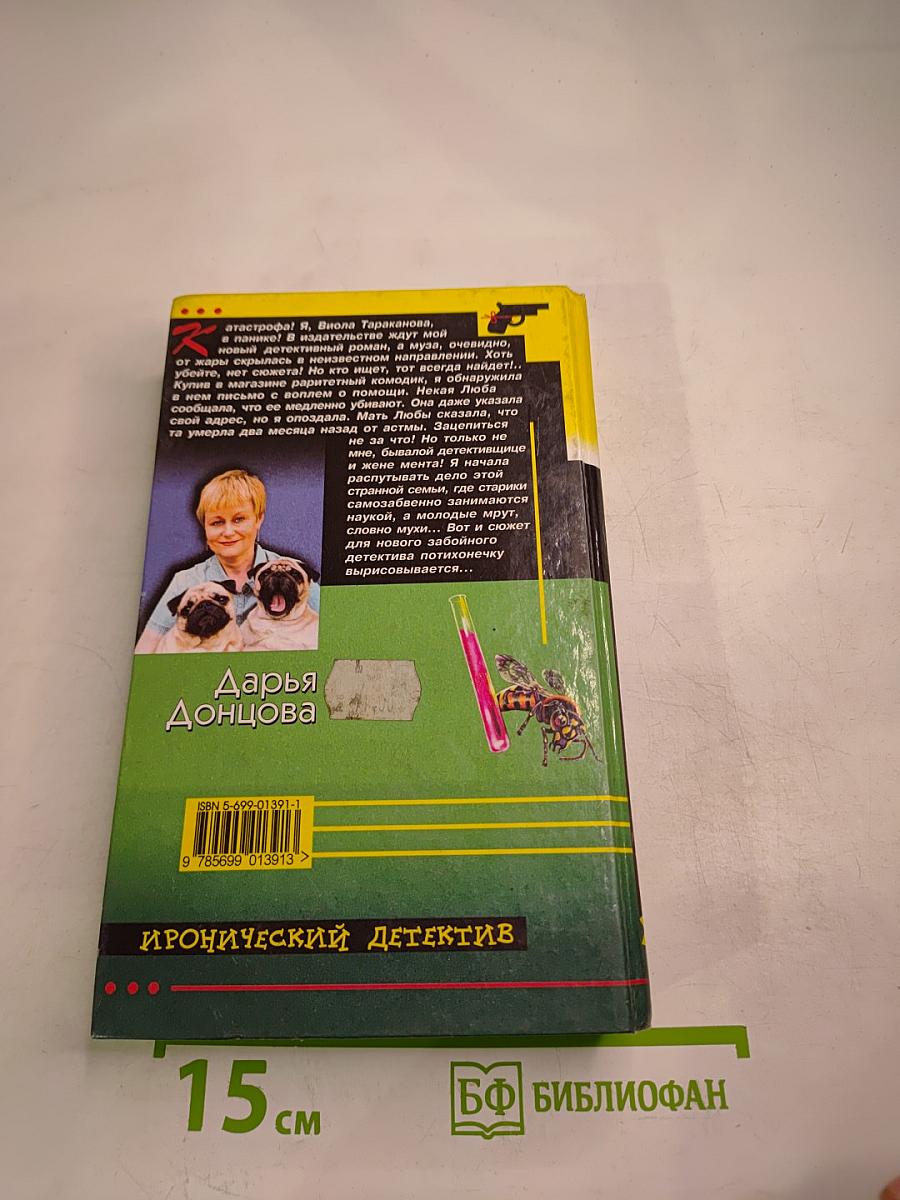 Катастрофа! Я, Виола Тараканова,
в панике! В издательстве ждут мой
новый детективный роман, а муза, очевидно,
от жары скрылась в неизвестном направлении. Хоть
убейте, нет сюжета! Но кто ищет, тот всегда найдет!..
Купив в магазине раритетный комодик, я обнаружила
в нем письмо с воплем о помощи. Некая Люба
сообщала, что ее медленно убивают. Она даже указала
свой адрес, но я опоздала. Мать Любы сказала, что
та умерла два месяца назад от астмы. Зацепиться
не за что! Но только не
мне, бывалой детективщице
и жене мента! Я начала
распутывать дело этой
странной семьи, где старики
самозабвенно занимаются
наукой, а молодые мрут,
словно мухи... Вот и сюжет
для нового забойного
детектива потихонечку
вырисовывается...
Дарья
Донцова
ISBN 5-699-01391-1
9 785699 013913 >
ИРОНИЧЕСКИЙ ДЕТЕКТИВ
15 см
БФ БИБЛИОФАН